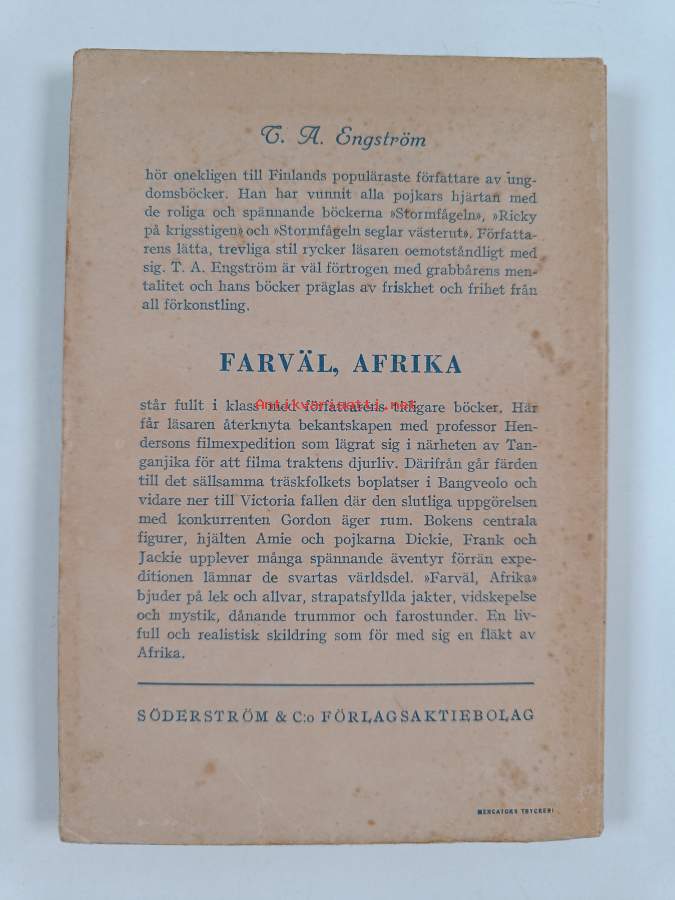 T. A. Engström
hör onekligen till Finlands populäraste författare av ung-
domsböcker. Han har vunnit alla pojkars hjärtan med
de roliga och spännande böckerna »Stormfågeln», »Ricky
på krigsstigen» och »Stormfågeln seglar västerut». Författa-
rens lätta, trevliga stil rycker läsaren oemotståndligt med
sig. T. A. Engström är väl förtrogen med grabbårens men-
talitet och hans böcker präglas av friskhet och frihet från
all förkonstling.
FARVÄL, AFRIKA
står fullt i klass med författarens tidigare böcker. Här
Antikvariaatti.net
får läsaren återknyta bekantskapen med professor Hen-
dersons filmexpedition som lägrat sig i närheten av Tan-
ganjika för att filma traktens djurliv. Därifrån går färden
till det sällsamma träskfolkets boplatser i Bangveolo och
vidare ner till Victoria fallen där den slutliga uppgörelsen
med konkurrenten Gordon äger rum. Bokens centrala
figurer, hjälten Amie och pojkarna Dickie, Frank och
Jackie upplever många spännande äventyr förrän expe-
ditionen lämnar de svartas världsdel. »Farväl, Afrika»
bjuder på lek och allvar, strapatsfyllda jakter, vidskepelse
och mystik, dånande trummor och farostunder. En liv-
full och realistisk skildring som för med sig en fläkt av
Afrika.
SÖDERSTRÖM & C:o FÖRLAGSAKTIEBOLAG
MERCATORS TRYCKERI